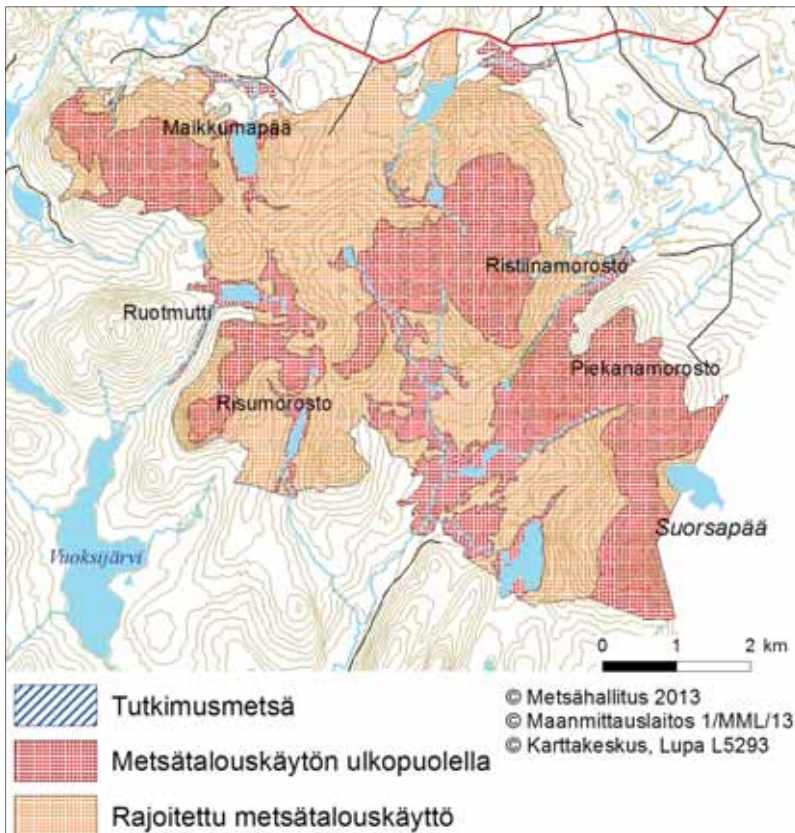 Maikkumapää
Ristiinamorosto
Ruotmutti
Piekanamorosto
Risumorosto
Suorsapää
Vuoksijärvi
0 1 2 km
Tutkimusmetsä
Metsätalouskäytön ulkopuolella
Rajoitettu metsätalouskäyttö
© Metsähallitus 2013
© Maanmittauslaitos 1/MML/13
© Karttakeskus, Lupa L5293